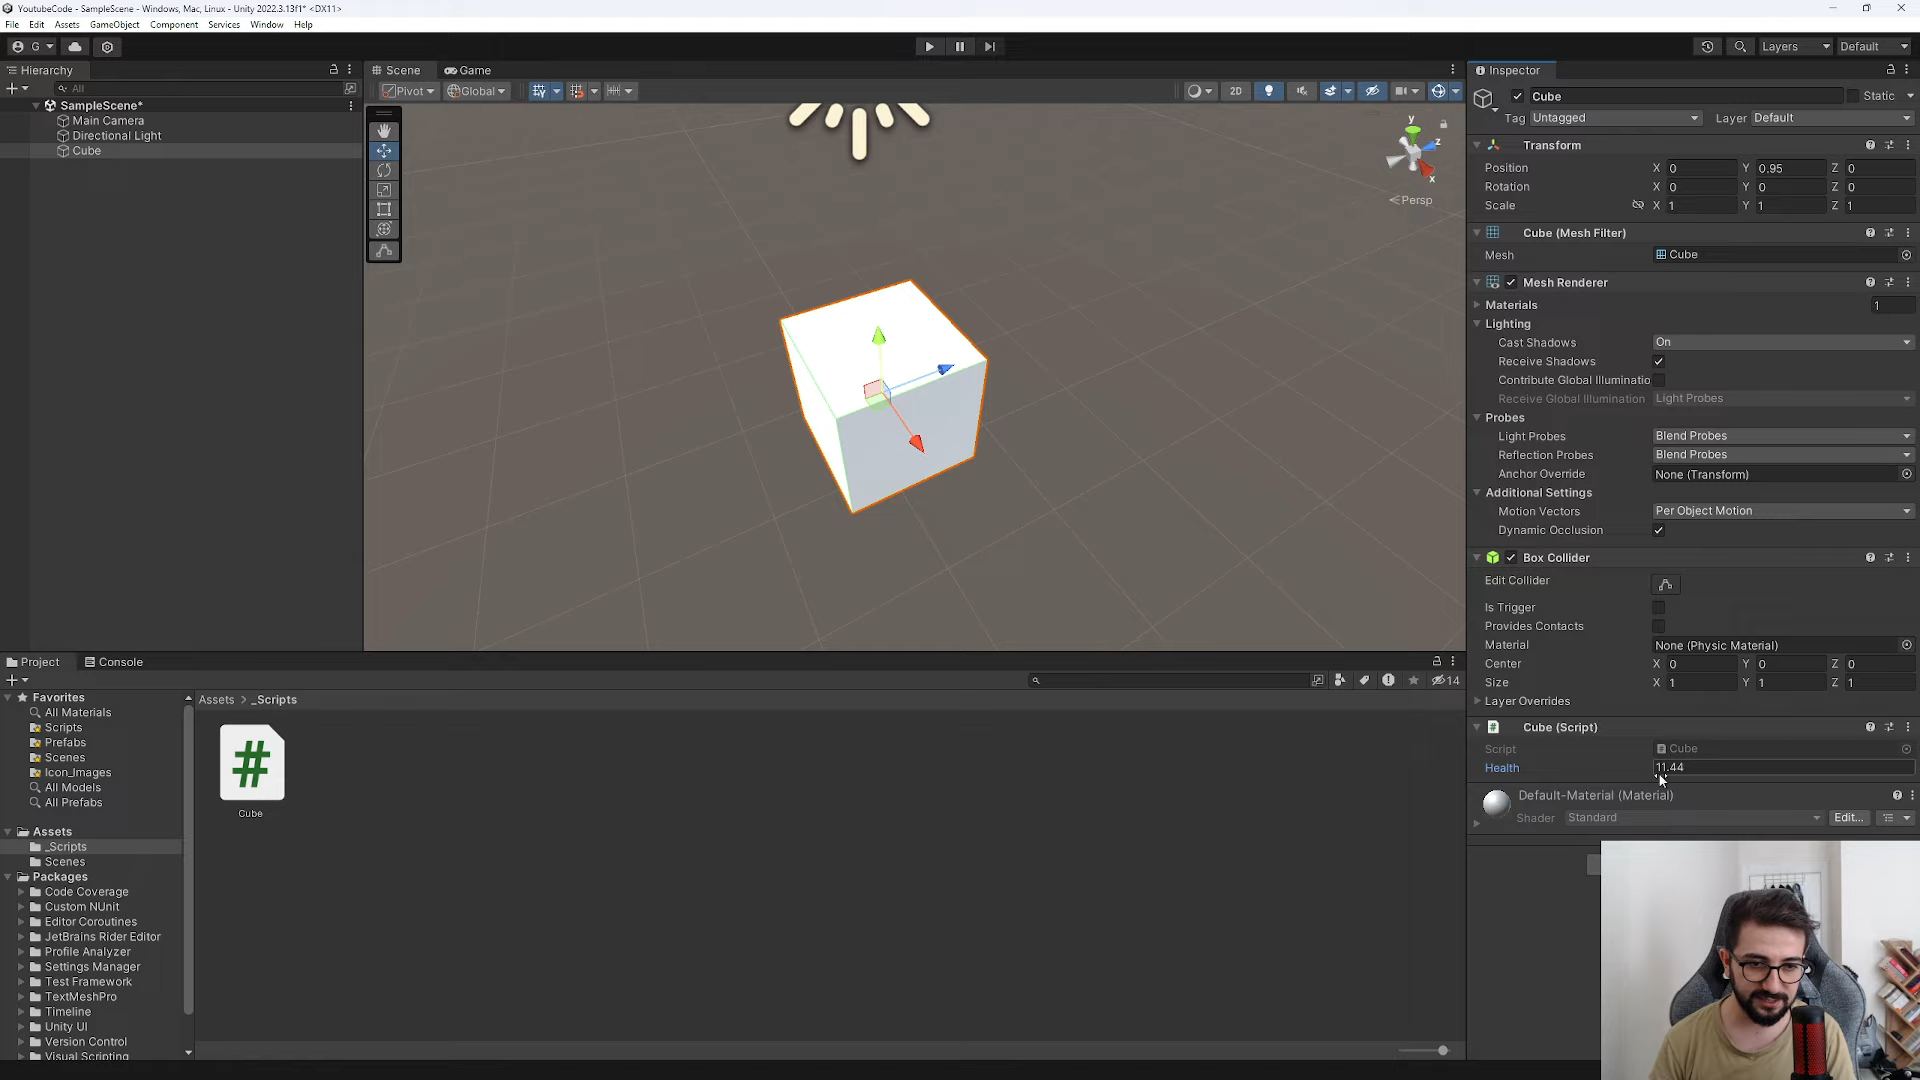 YoutubeCode - SampleScene - Windows, Mac, Linux - Unity 2022.3.13f1* <DX11>
File Edit Assets GameObject Component Services Window Help
G
Layers Default
Hierarchy
All
SampleScene*
Main Camera
Directional Light
Cube
Scene Game
Pivot Global
2D
y
z
x
Persp
Inspector
Cube Static
Tag Untagged Layer Default
Transform
Position X 0 Y 0.95 Z 0
Rotation X 0 Y 0 Z 0
Scale X 1 Y 1 Z 1
Cube (Mesh Filter)
Mesh Cube
Mesh Renderer
Materials 1
Lighting
Cast Shadows On
Receive Shadows
Contribute Global Illuminatio
Receive Global Illumination Light Probes
Probes
Light Probes Blend Probes
Reflection Probes Blend Probes
Anchor Override None (Transform)
Additional Settings
Motion Vectors Per Object Motion
Dynamic Occlusion
Box Collider
Edit Collider
Is Trigger
Provides Contacts
Material None (Physic Material)
Center X 0 Y 0 Z 0
Size X 1 Y 1 Z 1
Layer Overrides
Cube (Script)
Script Cube
Health 11.44
Default-Material (Material)
Shader Standard Edit...
Project Console
14
Favorites
All Materials
Scripts
Prefabs
Scenes
Icon_Images
All Models
All Prefabs
Assets
_Scripts
Scenes
Packages
Code Coverage
Custom NUnit
Editor Coroutines
JetBrains Rider Editor
Profile Analyzer
Settings Manager
Test Framework
TextMeshPro
Timeline
Unity UI
Version Control
Visual Scripting
Assets > _Scripts
#
Cube